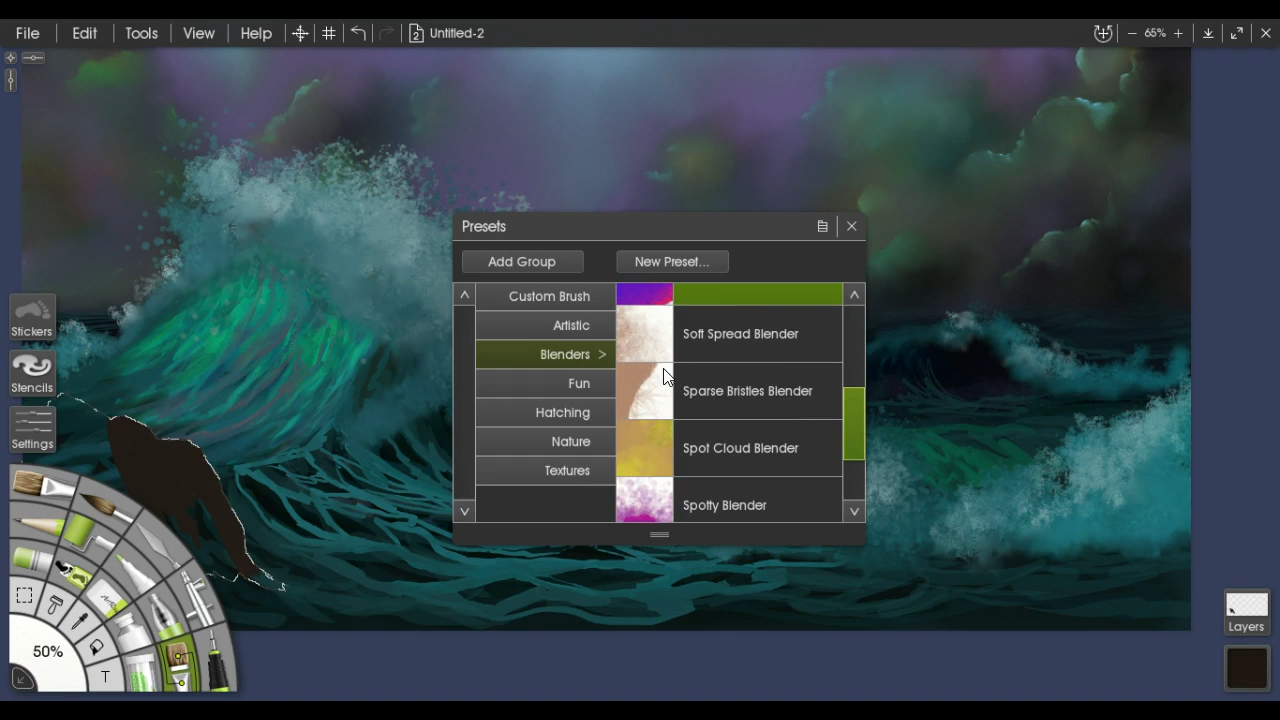 File Edit Tools View Help 2 Untitled-2 65%
Presets
Add Group New Preset...
Custom Brush
Artistic
Blenders >
Fun
Hatching
Nature
Textures
Soft Spread Blender
Sparse Bristles Blender
Spot Cloud Blender
Spotty Blender
Stickers
Stencils
Settings
50%
T
Layers